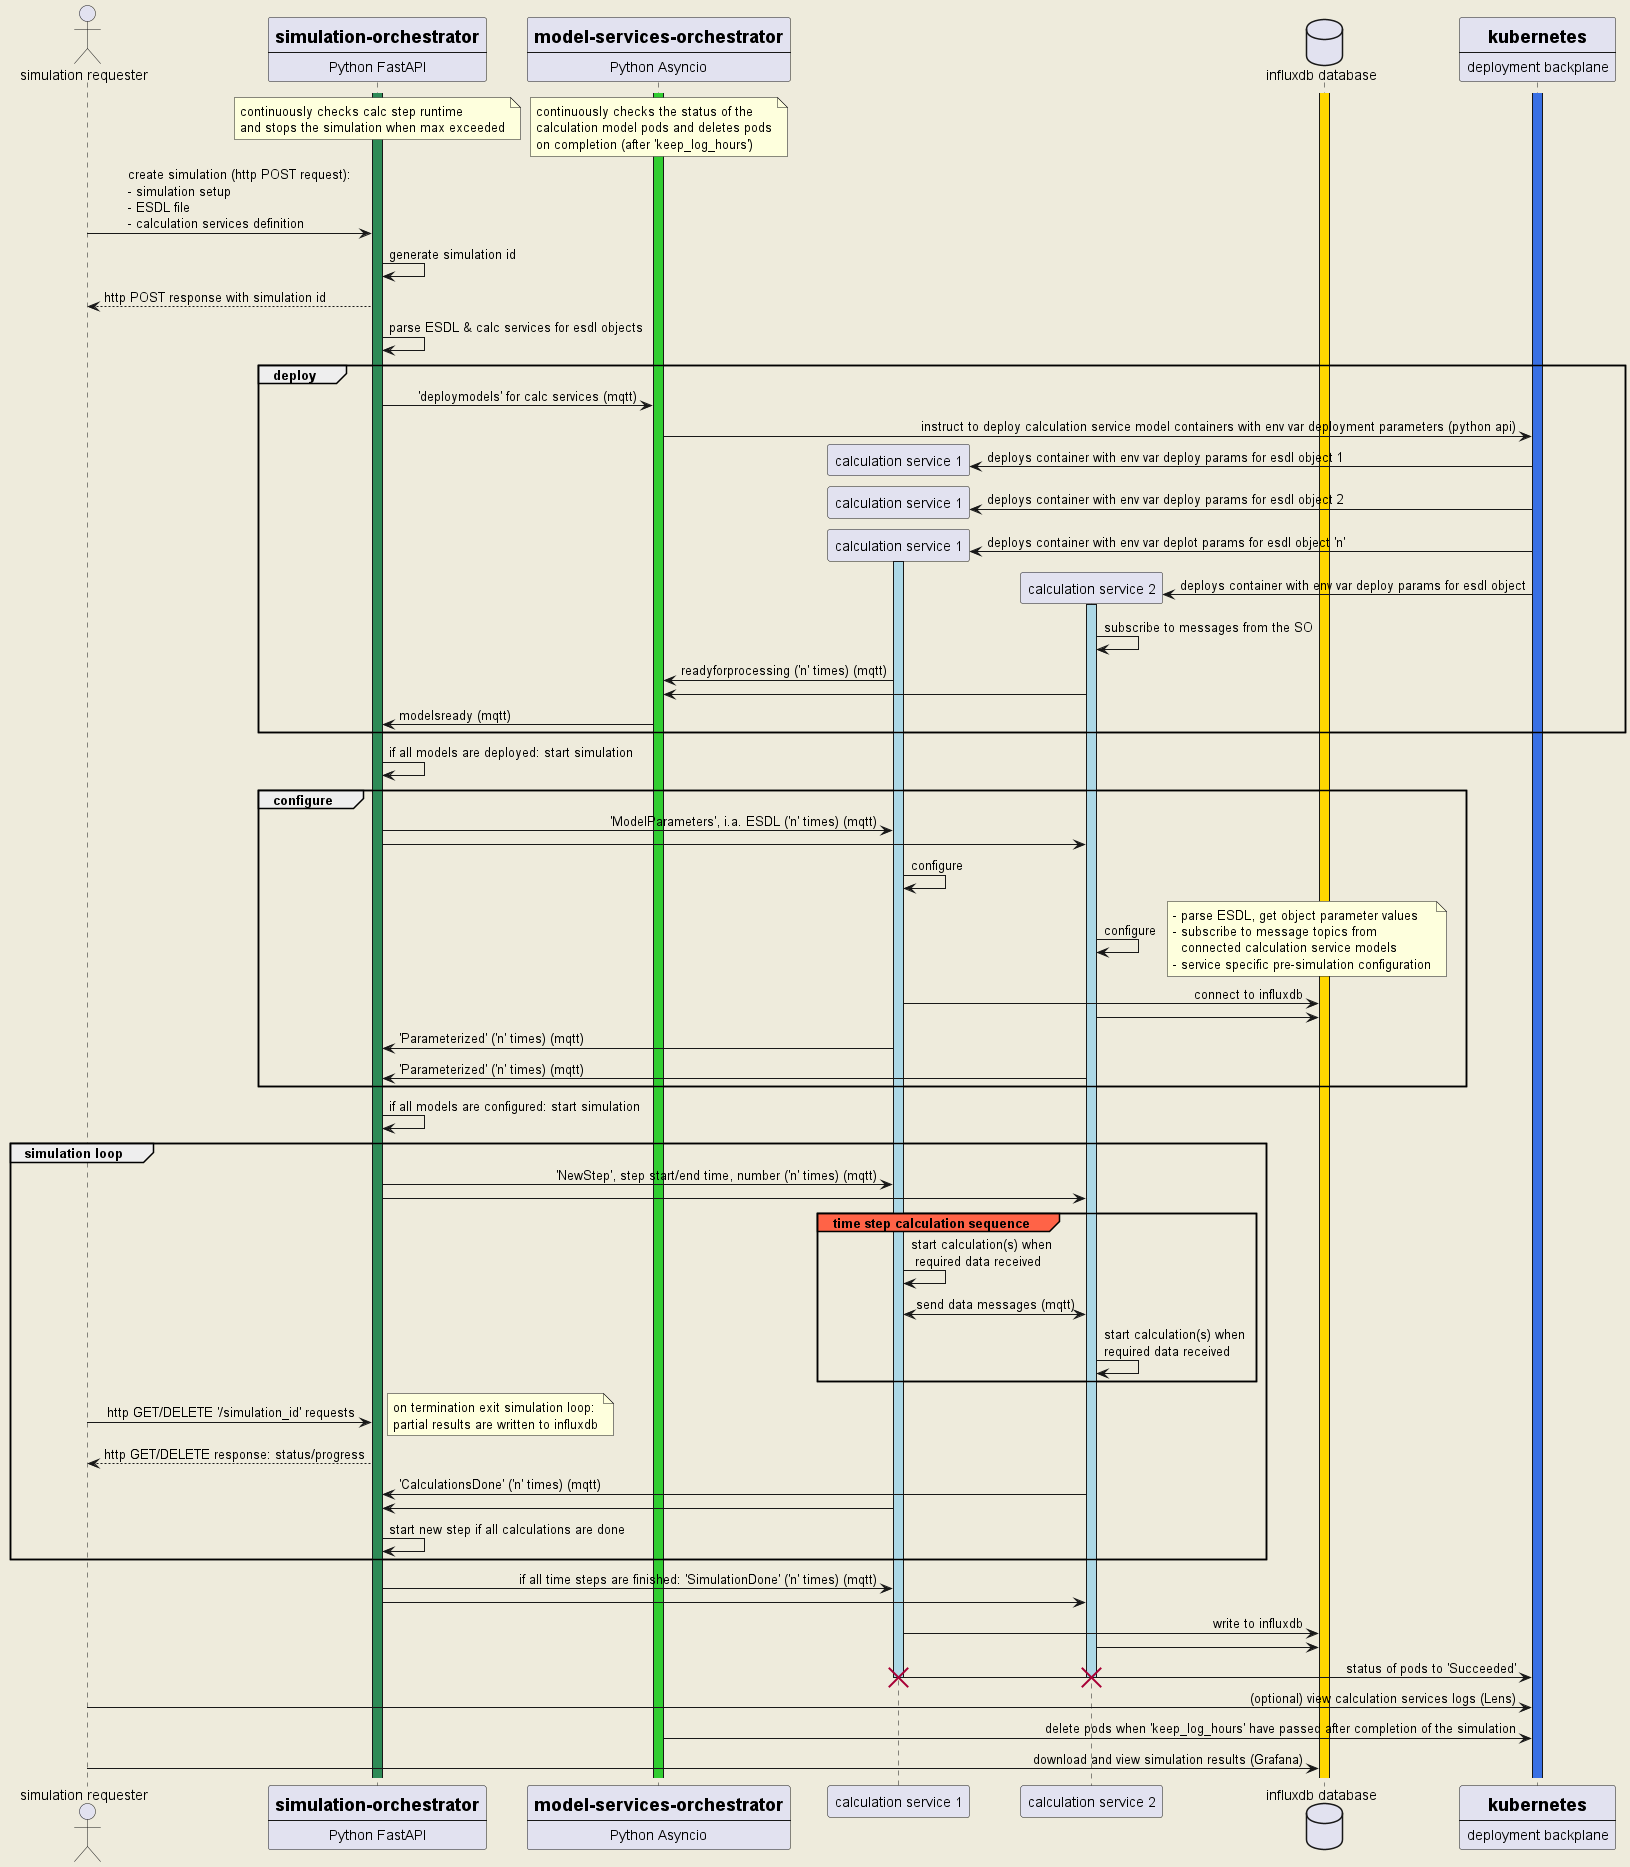 simulation requester
simulation-orchestrator
Python FastAPI
model-services-orchestrator
Python Asyncio
influxdb database
kubernetes
deployment backplane
continuously checks calc step runtime
and stops the simulation when max exceeded
continuously checks the status of the
calculation model pods and deletes pods
on completion (after 'keep_log_hours')
create simulation (http POST request):
- simulation setup
- ESDL file
- calculation services definition
generate simulation id
http POST response with simulation id
parse ESDL & calc services for esdl objects
deploy
'deploymodels' for calc services (mqtt)
instruct to deploy calculation service model containers with env var deployment parameters (python api)
calculation service 1
deploys container with env var deploy params for esdl object 1
calculation service 1
deploys container with env var deploy params for esdl object 2
calculation service 1
deploys container with env var deplot params for esdl object 'n'
calculation service 2
deploys container with env var deploy params for esdl object
subscribe to messages from the SO
readyforprocessing ('n' times) (mqtt)
modelsready (mqtt)
if all models are deployed: start simulation
configure
'ModelParameters', i.a. ESDL ('n' times) (mqtt)
configure
configure
- parse ESDL, get object parameter values
- subscribe to message topics from
connected calculation service models
- service specific pre-simulation configuration
connect to influxdb
'Parameterized' ('n' times) (mqtt)
'Parameterized' ('n' times) (mqtt)
if all models are configured: start simulation
simulation loop
'NewStep', step start/end time, number ('n' times) (mqtt)
time step calculation sequence
start calculation(s) when
required data received
send data messages (mqtt)
start calculation(s) when
required data received
http GET/DELETE '/simulation_id' requests
on termination exit simulation loop:
partial results are written to influxdb
http GET/DELETE response: status/progress
'CalculationsDone' ('n' times) (mqtt)
start new step if all calculations are done
if all time steps are finished: 'SimulationDone' ('n' times) (mqtt)
write to influxdb
status of pods to 'Succeeded'
(optional) view calculation services logs (Lens)
delete pods when 'keep_log_hours' have passed after completion of the simulation
download and view simulation results (Grafana)
simulation requester
simulation-orchestrator
Python FastAPI
model-services-orchestrator
Python Asyncio
calculation service 1
calculation service 2
influxdb database
kubernetes
deployment backplane